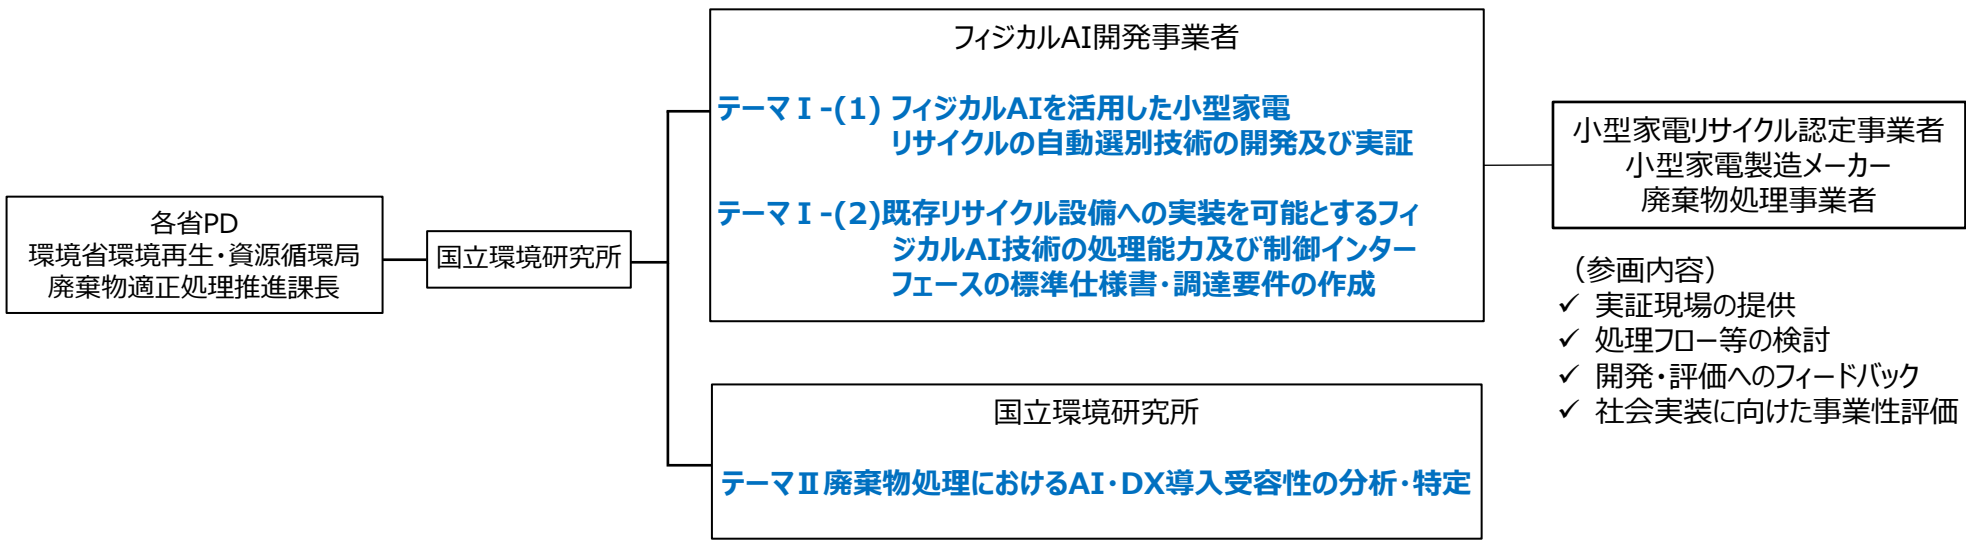 各省PD
環境省環境再生・資源循環局
廃棄物適正処理推進課長
国立環境研究所
フィジカルAI開発事業者
テーマⅠ-(1) フィジカルAIを活用した小型家電
リサイクルの自動選別技術の開発及び実証
テーマⅠ-(2)既存リサイクル設備への実装を可能とするフィ
ジカルAI技術の処理能力及び制御インター
フェースの標準仕様書・調達要件の作成
国立環境研究所
テーマⅡ廃棄物処理におけるAI・DX導入受容性の分析・特定
小型家電リサイクル認定事業者
小型家電製造メーカー
廃棄物処理事業者
（参画内容）
✓ 実証現場の提供
✓ 処理フロー等の検討
✓ 開発・評価へのフィードバック
✓ 社会実装に向けた事業性評価